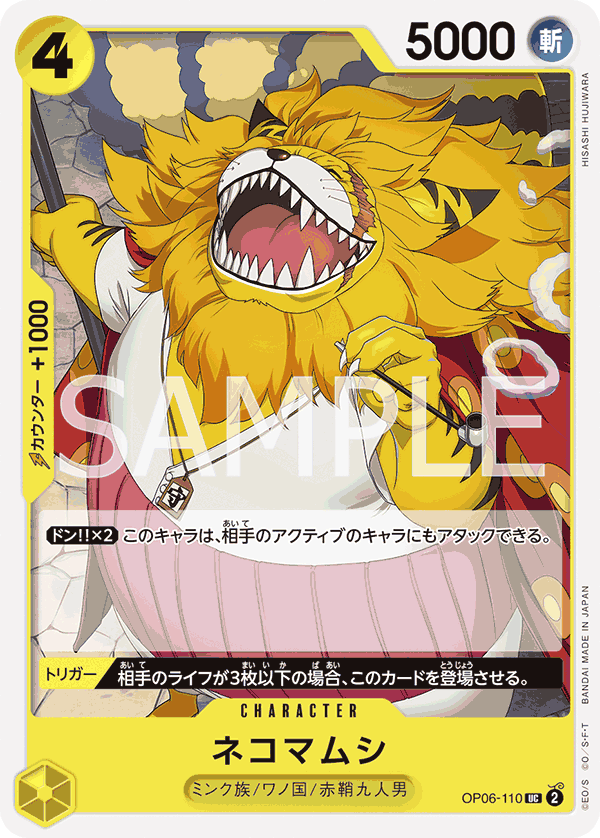 4
5000
斬
HISASHI HUJIWARA
カウンター +1000
SAMPLE
守
ドン!!×2 このキャラは、相手のアクティブのキャラにもアタックできる。
トリガー 相手のライフが3枚以下の場合、このカードを登場させる。
CHARACTER
ネコマムシ
ミンク族/ワノ国/赤鞘九人男
OP06-110 UC 2
©E.O/S ©O/S・F・T BANDAI MADE IN JAPAN